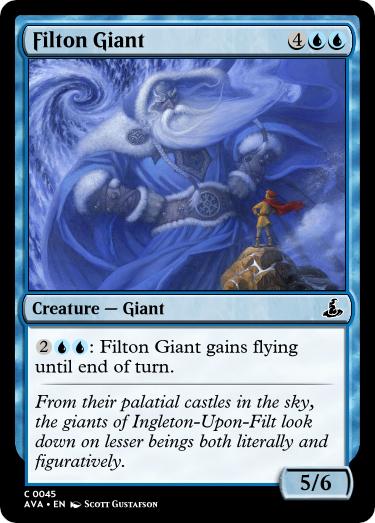 Filton Giant 4
Creature — Giant
2: Filton Giant gains flying
until end of turn.
From their palatial castles in the sky,
the giants of Ingleton-Upon-Filt look
down on lesser beings both literally and
figuratively.
5/6
C 0045
AVA • EN Scott Gustafson